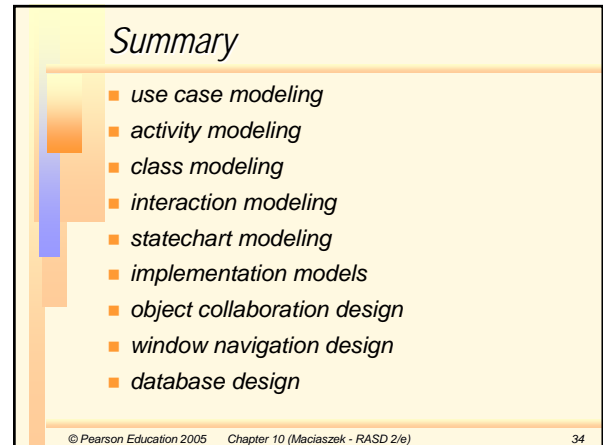 Summary
use case modeling
activity modeling
class modeling
interaction modeling
statechart modeling
implementation models
object collaboration design
window navigation design
database design
© Pearson Education 2005 Chapter 10 (Maciaszek - RASD 2/e) 34